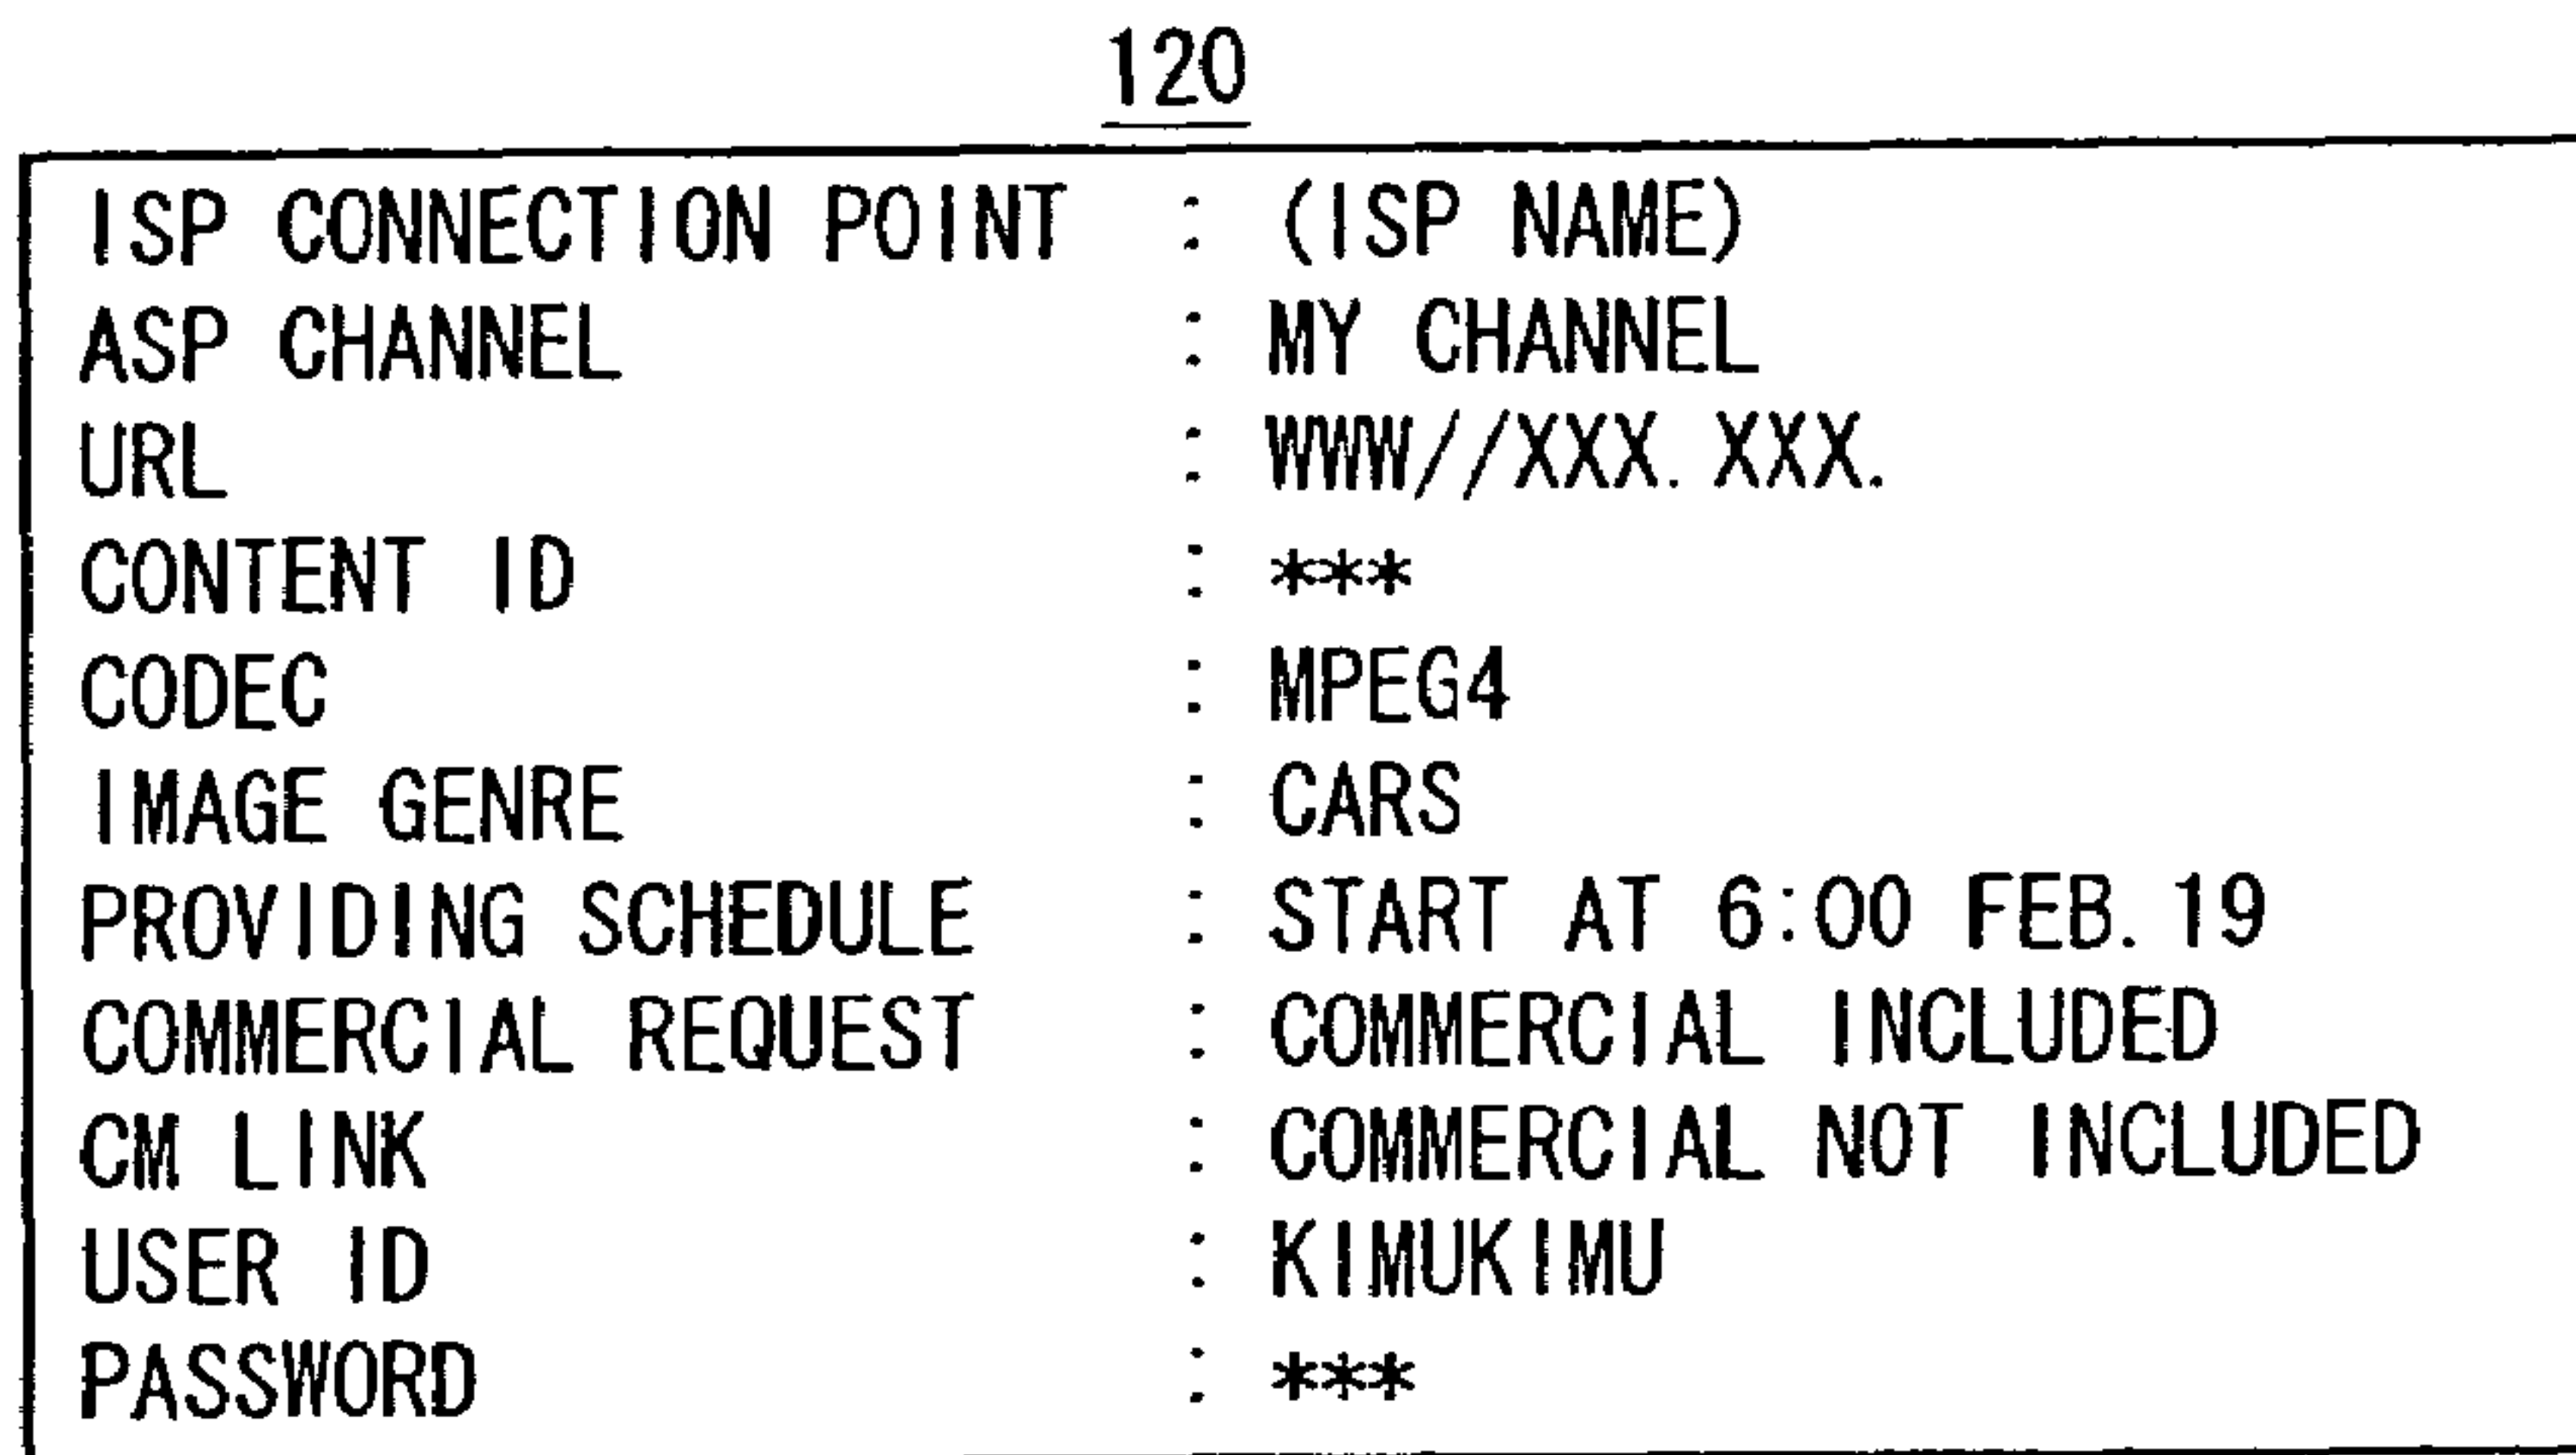 120
ISP CONNECTION POINT : (ISP NAME)
ASP CHANNEL : MY CHANNEL
URL : WWW//XXX.XXX.
CONTENT ID : ***
CODEC : MPEG4
IMAGE GENRE : CARS
PROVIDING SCHEDULE : START AT 6:00 FEB.19
COMMERCIAL REQUEST : COMMERCIAL INCLUDED
CM LINK : COMMERCIAL NOT INCLUDED
USER ID : KIMUKIMU
PASSWORD : ***